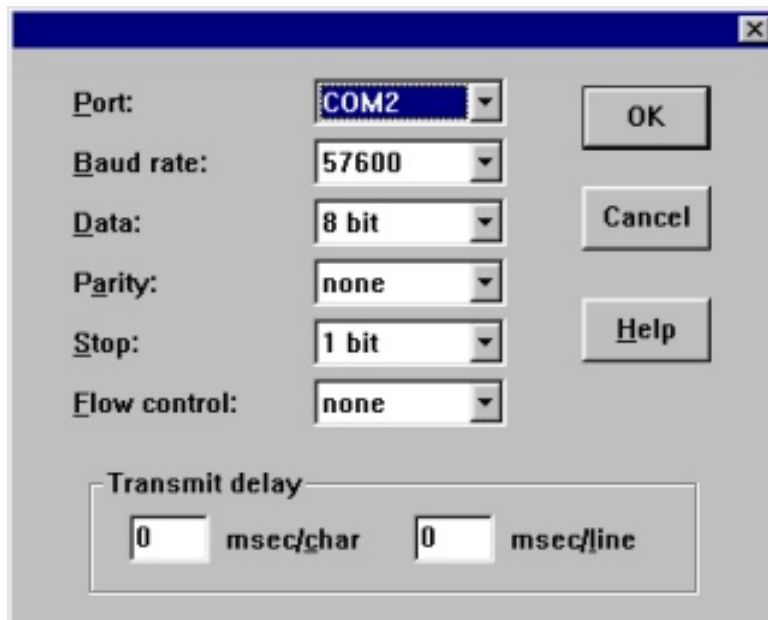 Port: COM2 OK
Baud rate: 57600
Data: 8 bit Cancel
Parity: none
Stop: 1 bit Help
Flow control: none
Transmit delay
0 msec/char 0 msec/line